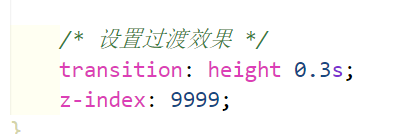 /* 设置过渡效果 */
transition: height 0.3s;
z-index: 9999;
}